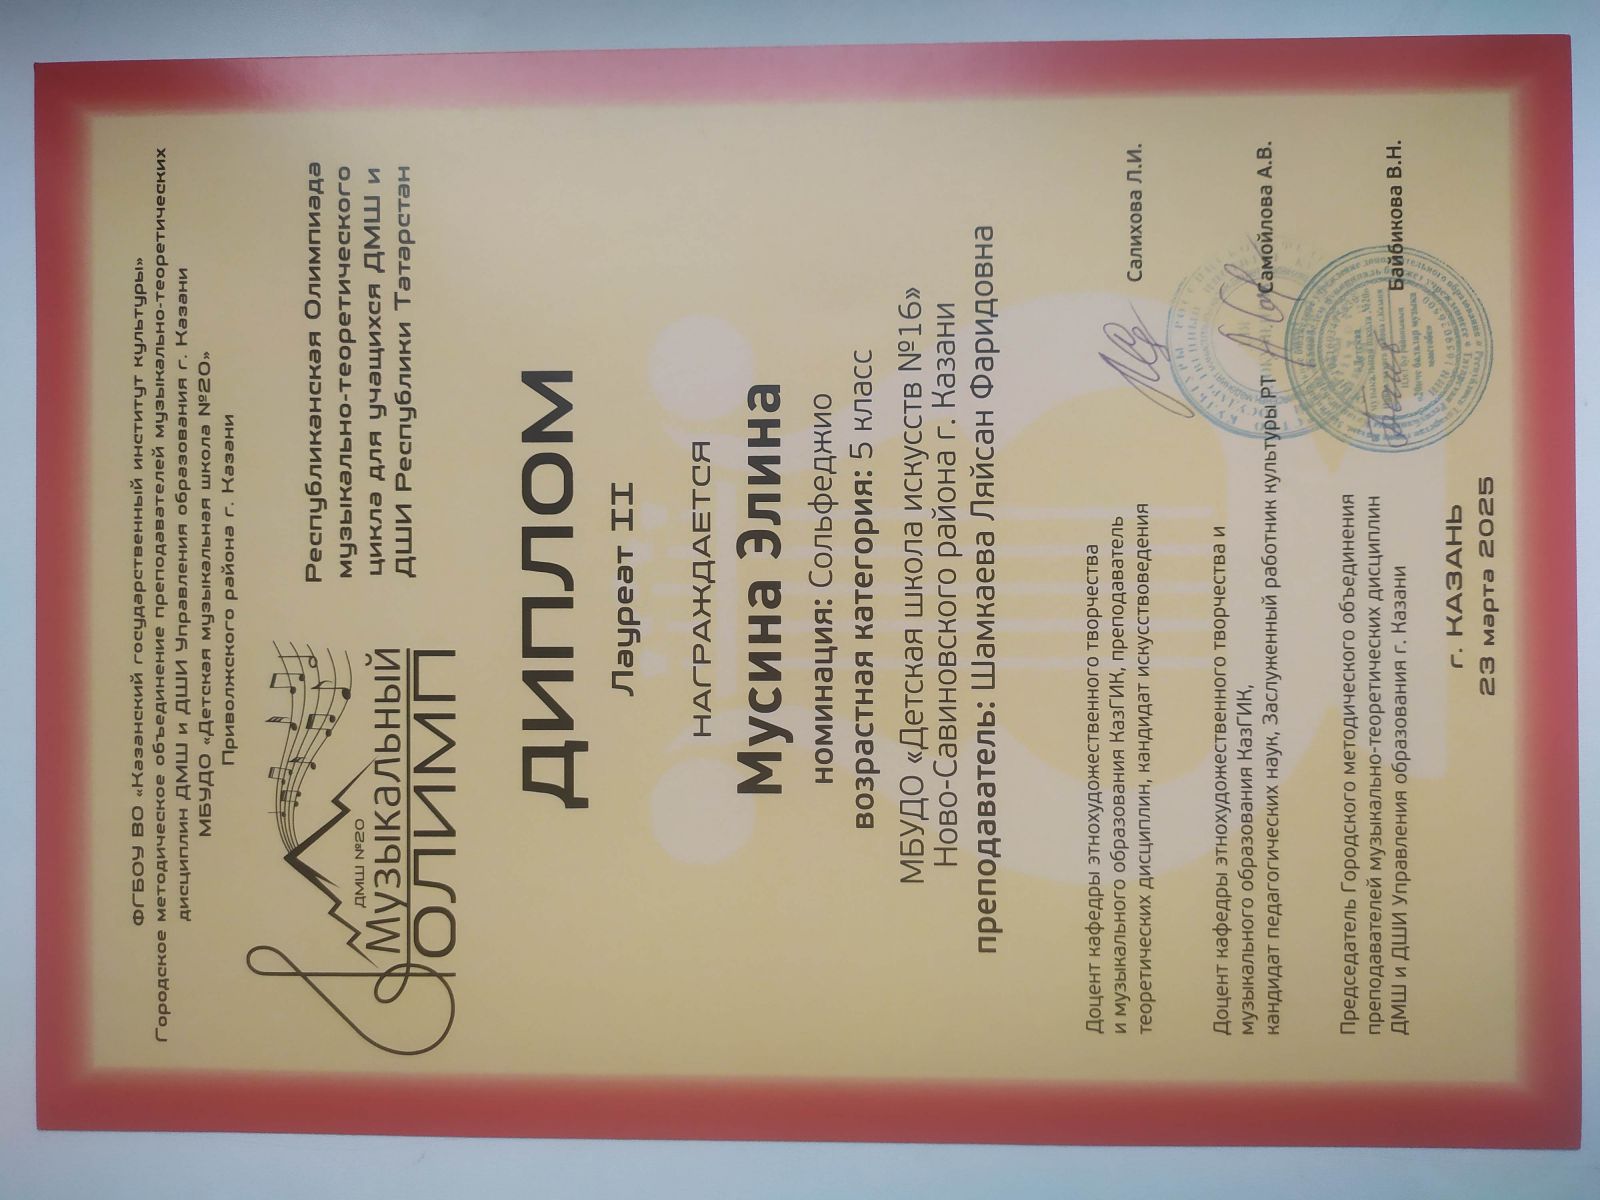 ФГБОУ ВО «Казанский государственный институт культуры»
Городское методическое объединение преподавателей музыкально-теоретических
дисциплин ДМШ и ДШИ Управления образования г. Казани
МБУДО «Детская музыкальная школа №20»
Приволжского района г. Казани
ДМШ №20
Музыкальный
ОЛИМП
Республиканская Олимпиада
музыкально-теоретического
цикла для учащихся ДМШ и
ДШИ Республики Татарстан
ДИПЛОМ
Лауреат II
НАГРАЖДАЕТСЯ
Мусина Элина
номинация: Сольфеджио
возрастная категория: 5 класс
МБУДО «Детская школа искусств №16»
Ново-Савиновского района г. Казани
преподаватель: Шамкаева Ляйсан Фаридовна
Доцент кафедры этнохудожественного творчества
и музыкального образования КазГИК, преподаватель
теоретических дисциплин, кандидат искусствоведения
Салихова Л.И.
Доцент кафедры этнохудожественного творчества и
музыкального образования КазГИК,
кандидат педагогических наук, Заслуженный работник культуры РТ
Самойлова А.В.
Председатель Городского методического объединения
преподавателей музыкально-теоретических дисциплин
ДМШ и ДШИ Управления образования г. Казани
Байбикова В.Н.
г. КАЗАНЬ
23 марта 2025